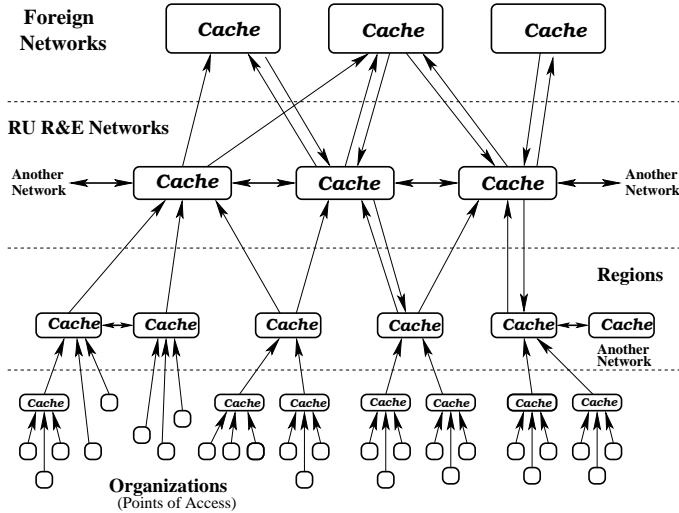 Foreign
Networks
Cache
Cache
Cache
RU R&E Networks
Another
Network
Cache
Cache
Cache
Another
Network
Regions
Cache
Cache
Cache
Cache
Cache
Cache
Another
Network
Cache
Cache
Cache
Cache
Cache
Cache
Cache
Organizations
(Points of Access)